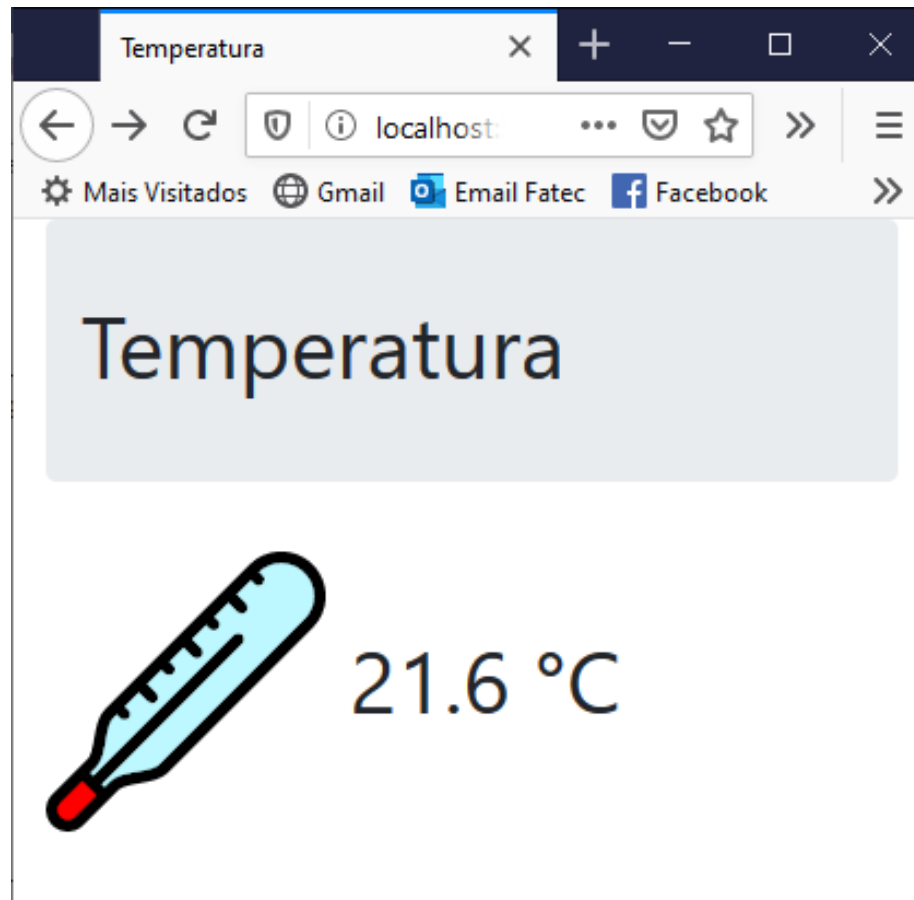 Temperatura
localhost:
Mais Visitados Gmail Email Fatec Facebook
Temperatura
21.6 °C